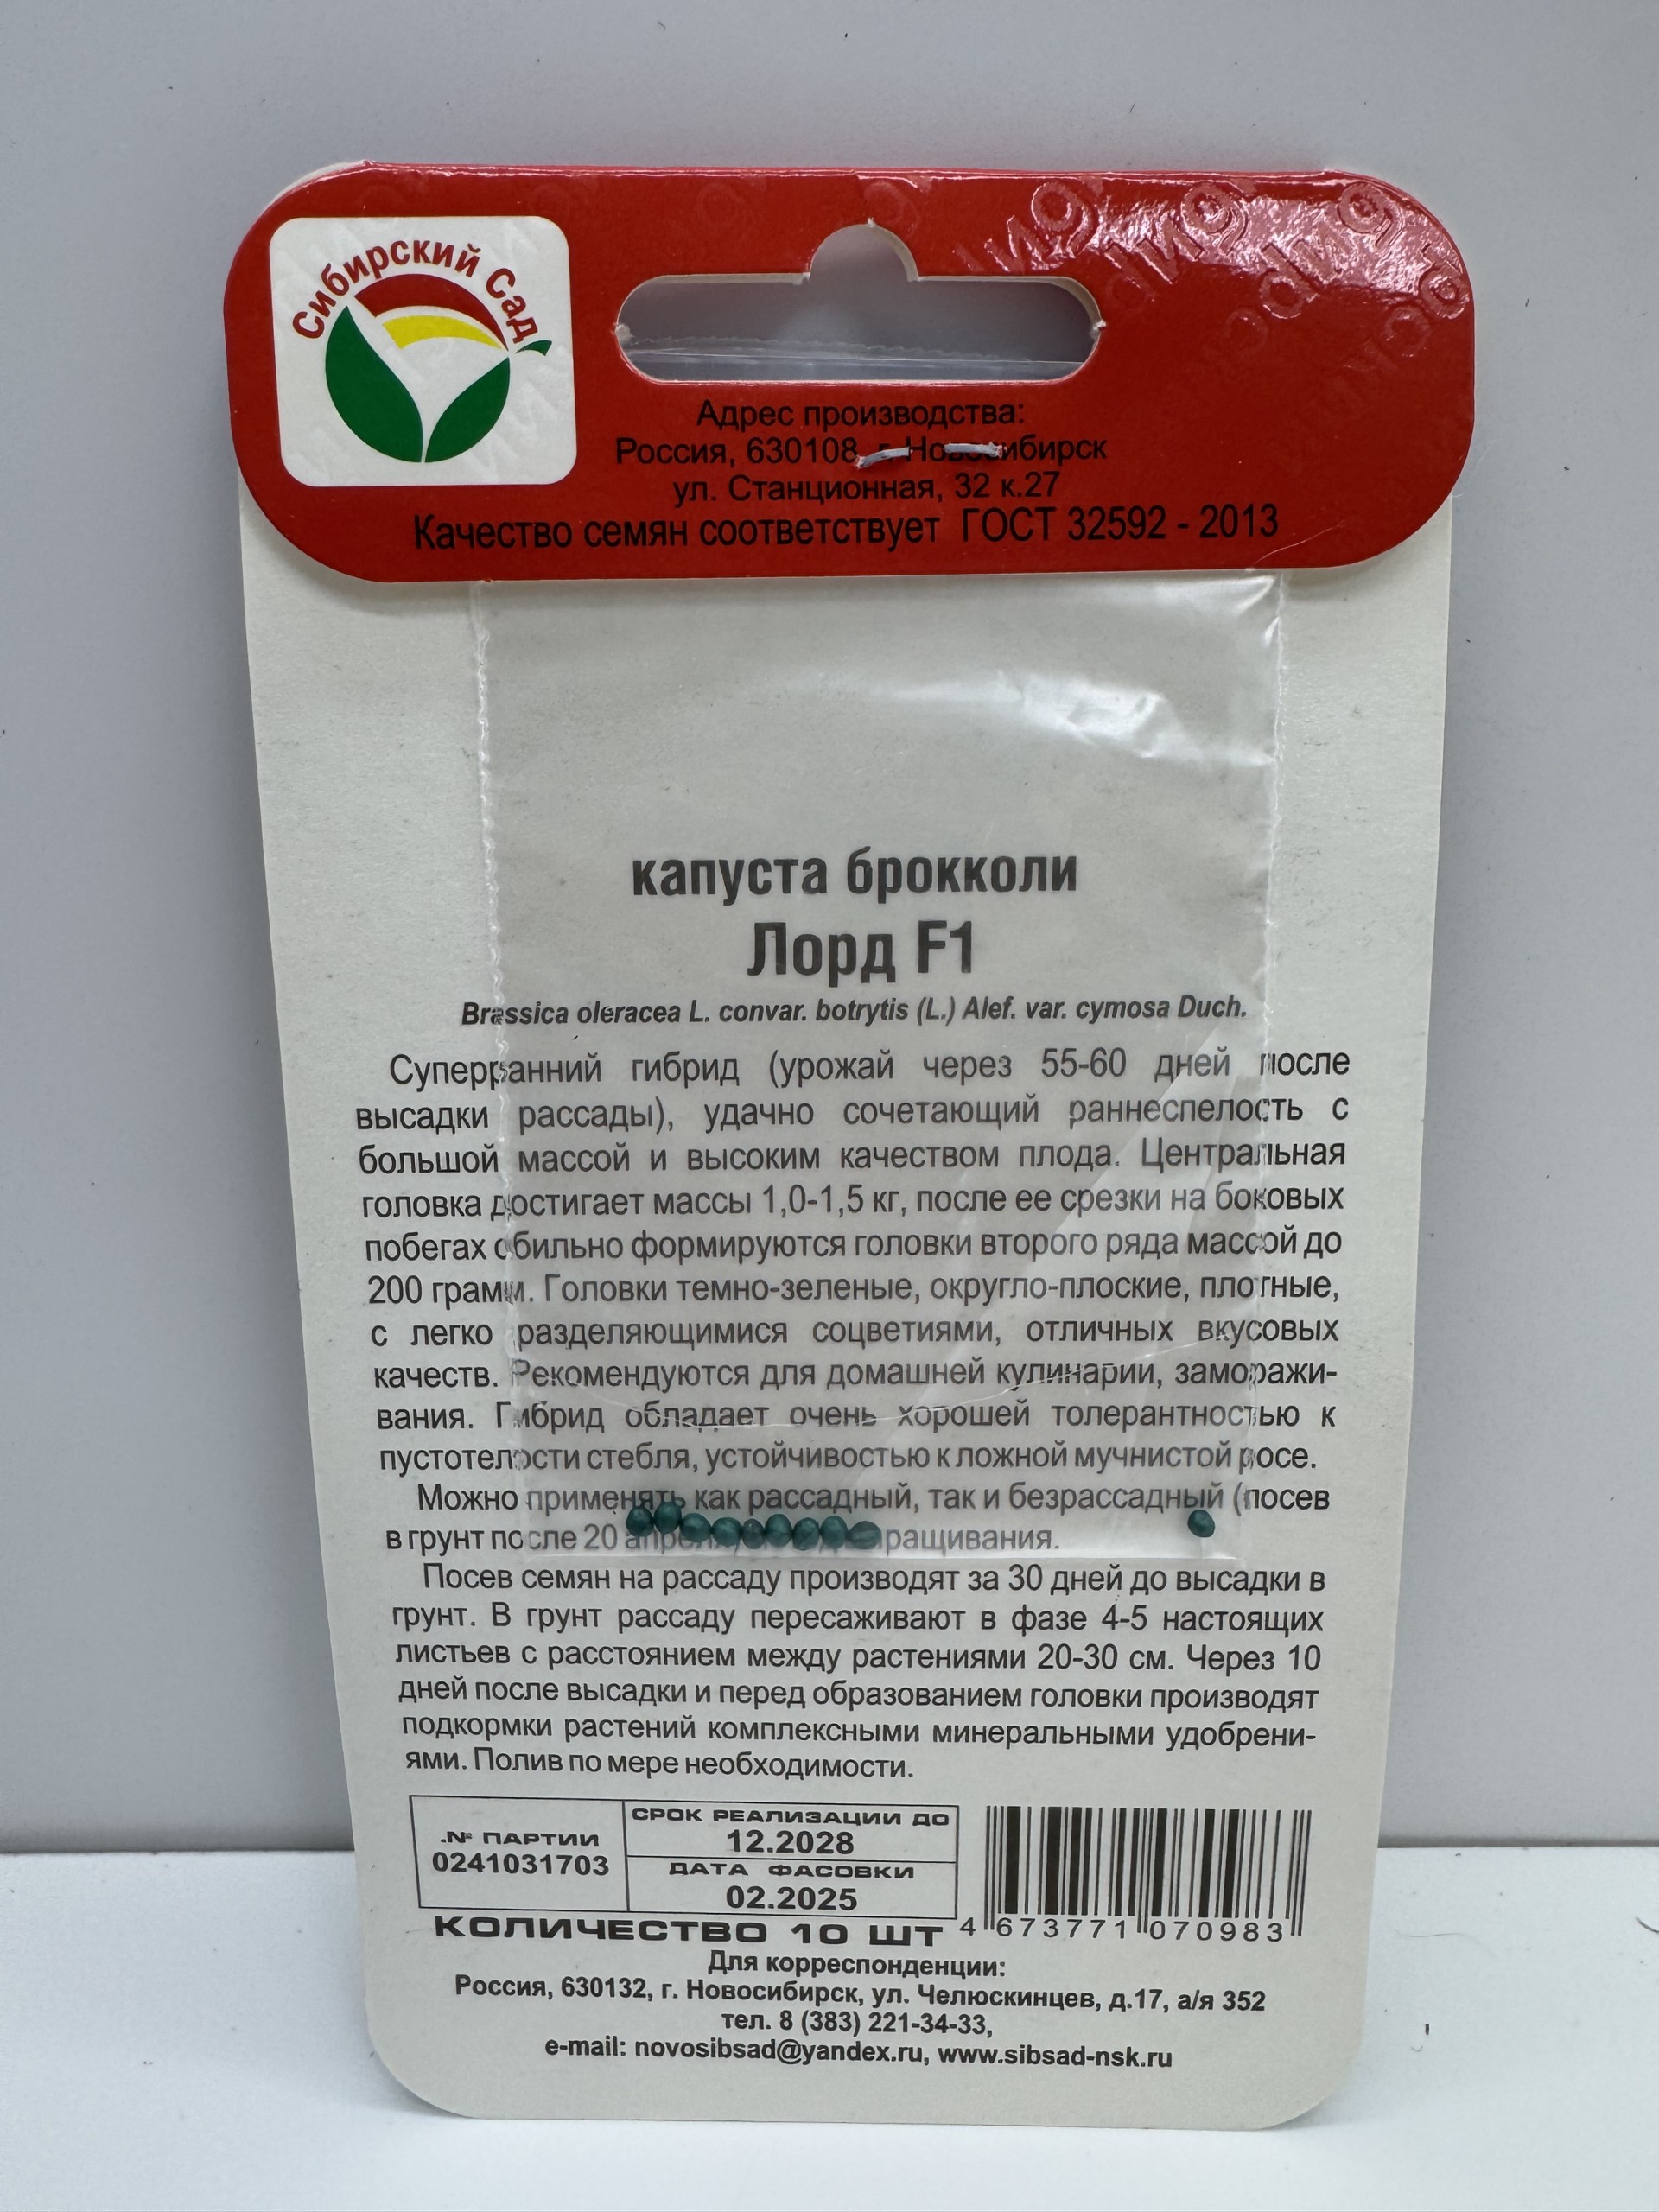 Сибирский Сад
Адрес производства:
Россия, 630108, г. Новосибирск
ул. Станционная, 32 к.27
Качество семян соответствует ГОСТ 32592 - 2013
капуста брокколи
Лорд F1
Brassica oleracea L. convar. botrytis (L.) Alef. var. cymosa Duch.
Суперранний гибрид (урожай через 55-60 дней после
высадки рассады), удачно сочетающий раннеспелость с
большой массой и высоким качеством плода. Центральная
головка достигает массы 1,0-1,5 кг, после ее срезки на боковых
побегах обильно формируются головки второго ряда массой до
200 грамм. Головки темно-зеленые, округло-плоские, плотные,
с легко разделяющимися соцветиями, отличных вкусовых
качеств. Рекомендуются для домашней кулинарии, заморажи-
вания. Гибрид обладает очень хорошей толерантностью к
пустотелости стебля, устойчивостью к ложной мучнистой росе.
Можно применять как рассадный, так и безрассадный (посев
в грунт после 20 апреля)
Посев семян на рассаду производят за 30 дней до высадки в
грунт. В грунт рассаду пересаживают в фазе 4-5 настоящих
листьев с расстоянием между растениями 20-30 см. Через 10
дней после высадки и перед образованием головки производят
подкормки растений комплексными минеральными удобрени-
ями. Полив по мере необходимости.
.№ ПАРТИИ
0241031703
СРОК РЕАЛИЗАЦИИ ДО
12.2028
ДАТА ФАСОВКИ
02.2025
КОЛИЧЕСТВО 10 ШТ
4 673771 070983
Для корреспонденции:
Россия, 630132, г. Новосибирск, ул. Челюскинцев, д.17, а/я 352
тел. 8 (383) 221-34-33,
e-mail: novosibsad@yandex.ru, www.sibsad-nsk.ru